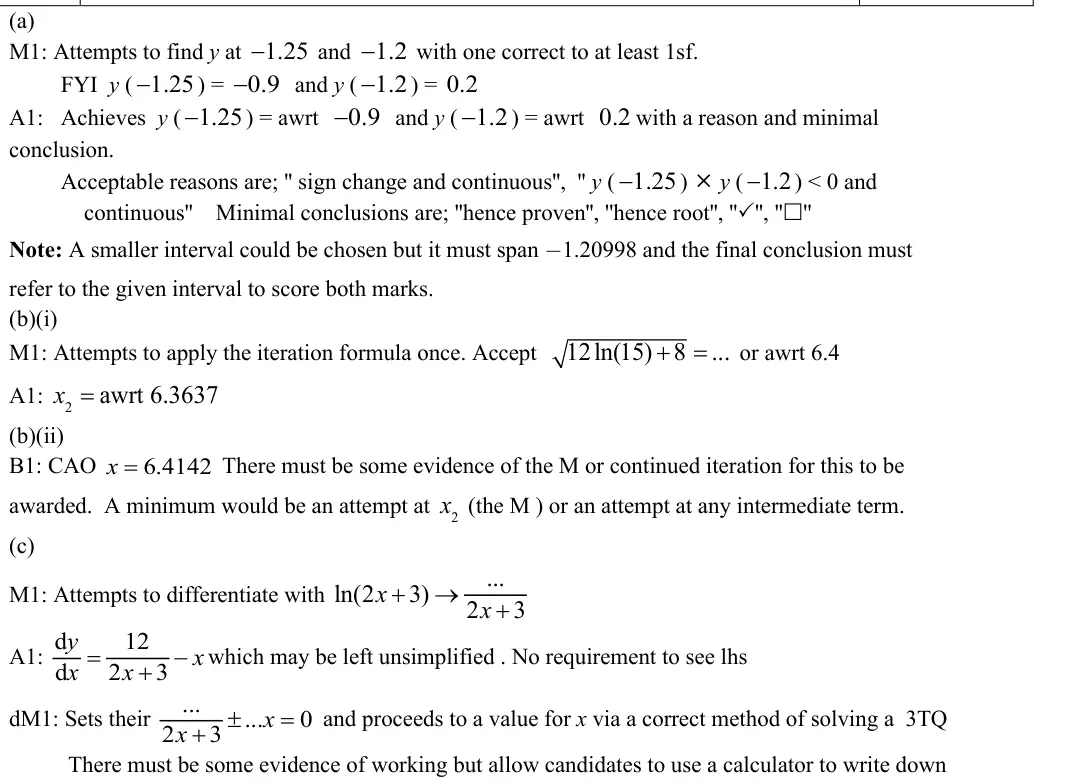 (a)
M1: Attempts to find y at −1.25 and −1.2 with one correct to at least 1sf.
FYI y(−1.25) = −0.9 and y(−1.2) = 0.2
A1: Achieves y(−1.25) = awrt −0.9 and y(−1.2) = awrt 0.2 with a reason and minimal
conclusion.
Acceptable reasons are; " sign change and continuous", " y(−1.25) × y(−1.2) < 0 and
continuous" Minimal conclusions are; "hence proven", "hence root", "✓", "□"
Note: A smaller interval could be chosen but it must span −1.20998 and the final conclusion must
refer to the given interval to score both marks.
(b)(i)
M1: Attempts to apply the iteration formula once. Accept √(12 ln(15) + 8) = ... or awrt 6.4
A1: x₂ = awrt 6.3637
(b)(ii)
B1: CAO x = 6.4142 There must be some evidence of the M or continued iteration for this to be
awarded. A minimum would be an attempt at x₂ (the M ) or an attempt at any intermediate term.
(c)
M1: Attempts to differentiate with ln(2x + 3) → .../(2x + 3)
A1: dy/dx = 12/(2x + 3) − x which may be left unsimplified . No requirement to see lhs
dM1: Sets their .../(2x + 3) ± ...x = 0 and proceeds to a value for x via a correct method of solving a 3TQ
There must be some evidence of working but allow candidates to use a calculator to write down